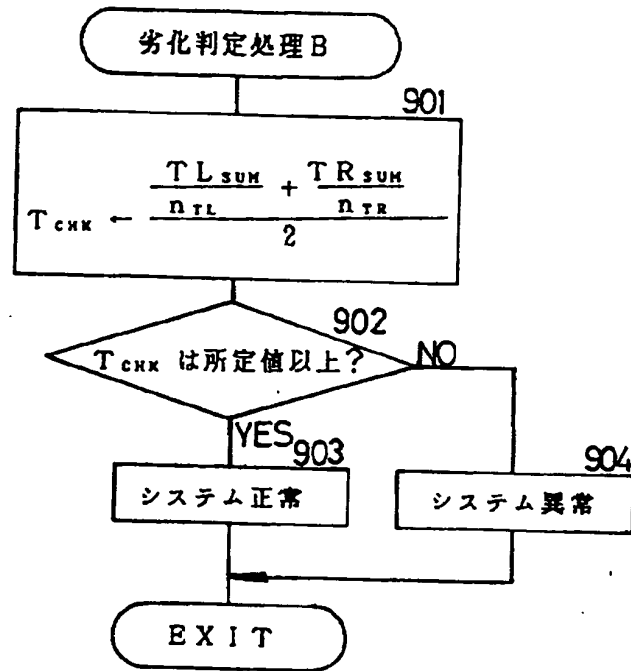 劣化判定処理B
901
T_CHK ← (TL_SUM / n_TL + TR_SUM / n_TR) / 2
902
T_CHK は所定値以上?
NO
YES
903
904
システム正常
システム異常
EXIT